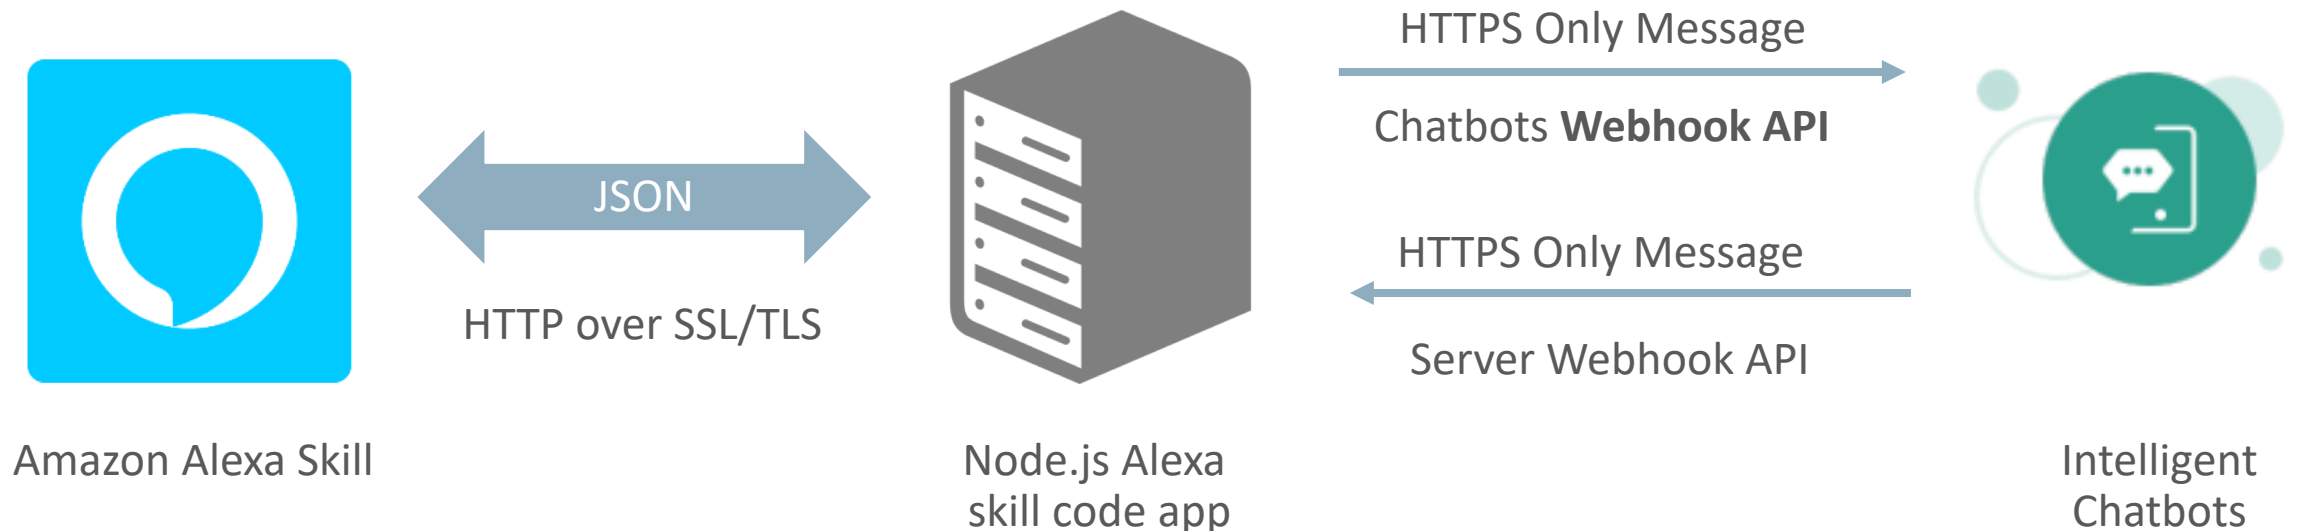 HTTPS Only Message
Chatbots Webhook API
JSON
HTTPS Only Message
HTTP over SSL/TLS
Server Webhook API
Amazon Alexa Skill
Node.js Alexa
skill code app
Intelligent
Chatbots